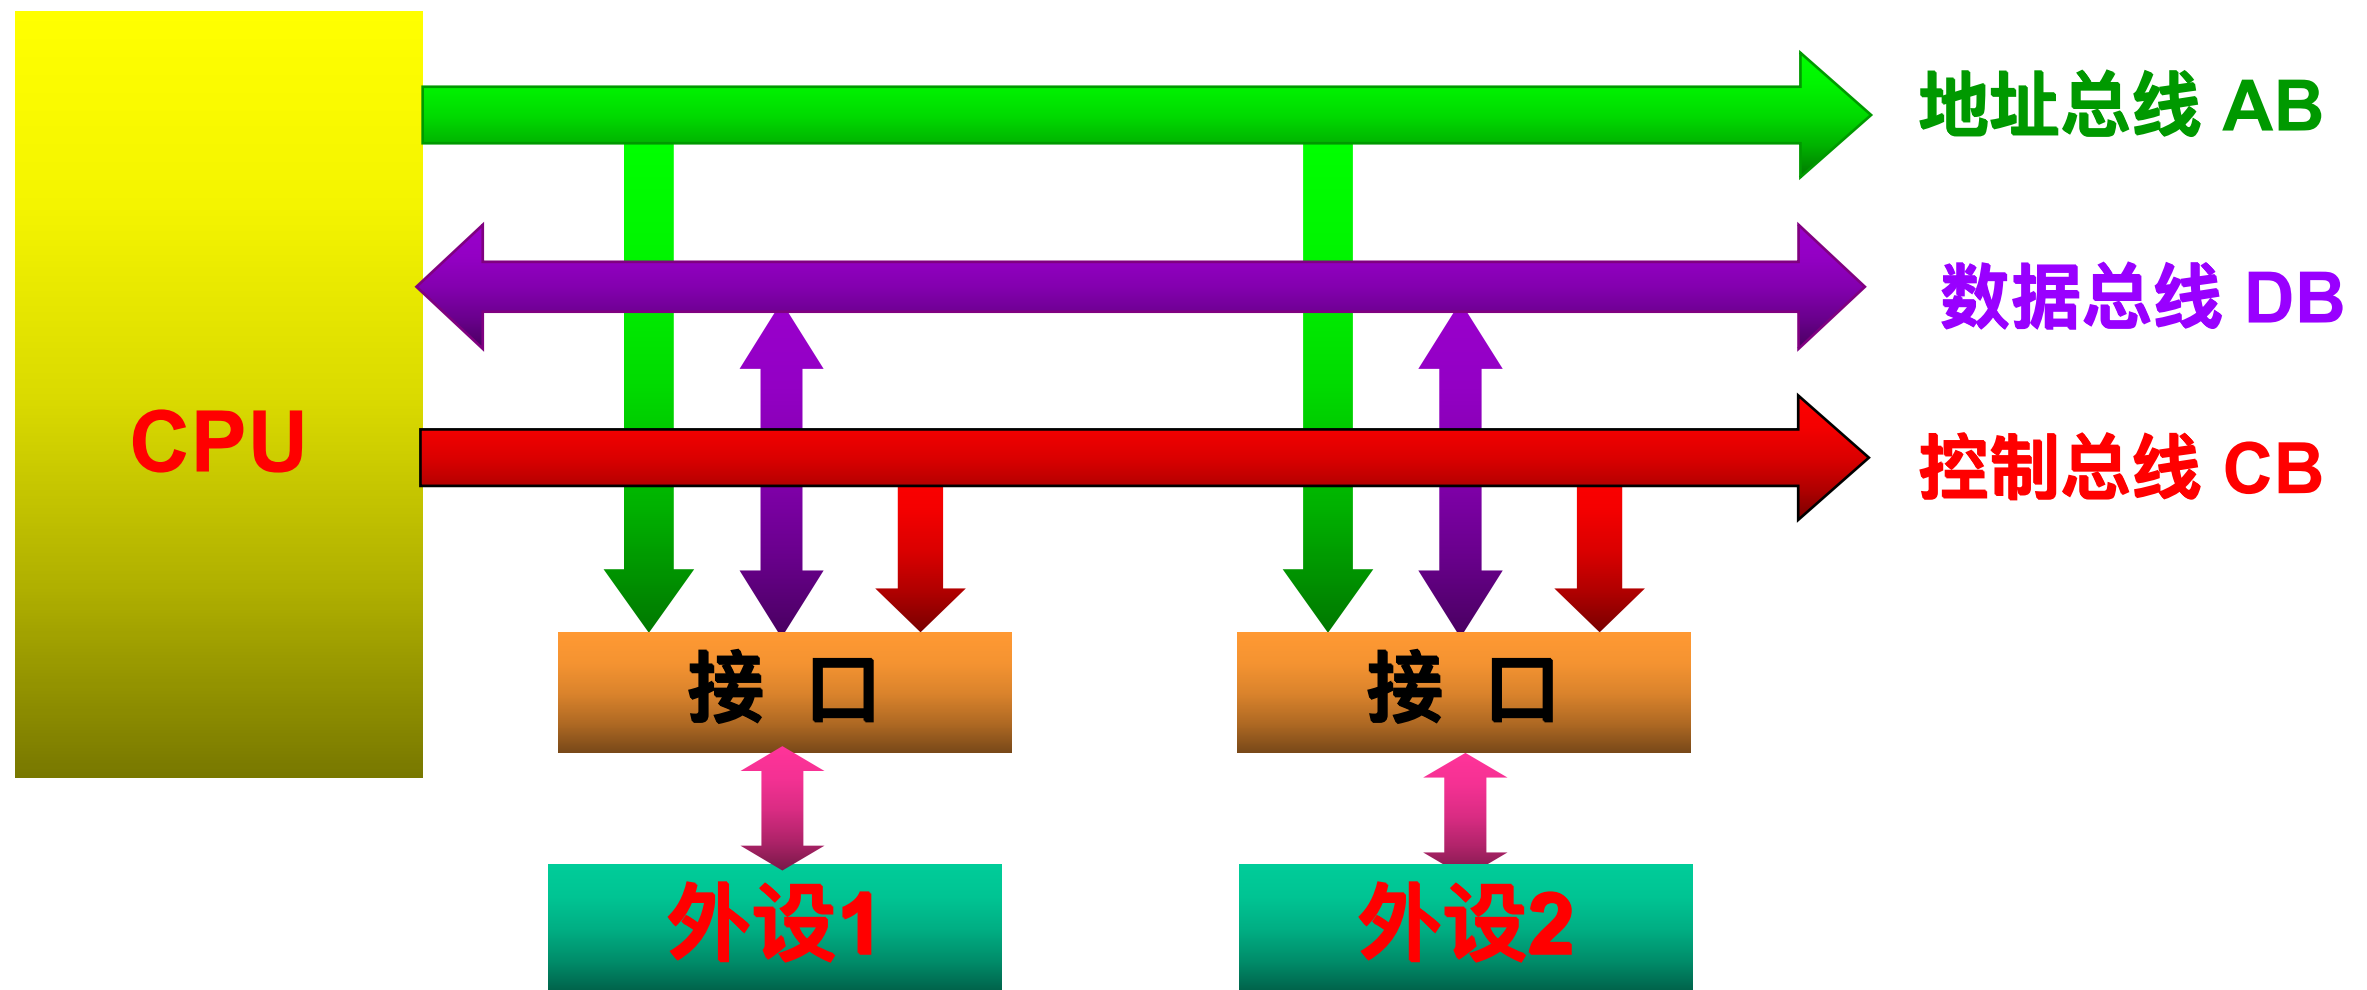 地址总线 AB
数据总线 DB
CPU
控制总线 CB
接 口
接 口
外设1
外设2